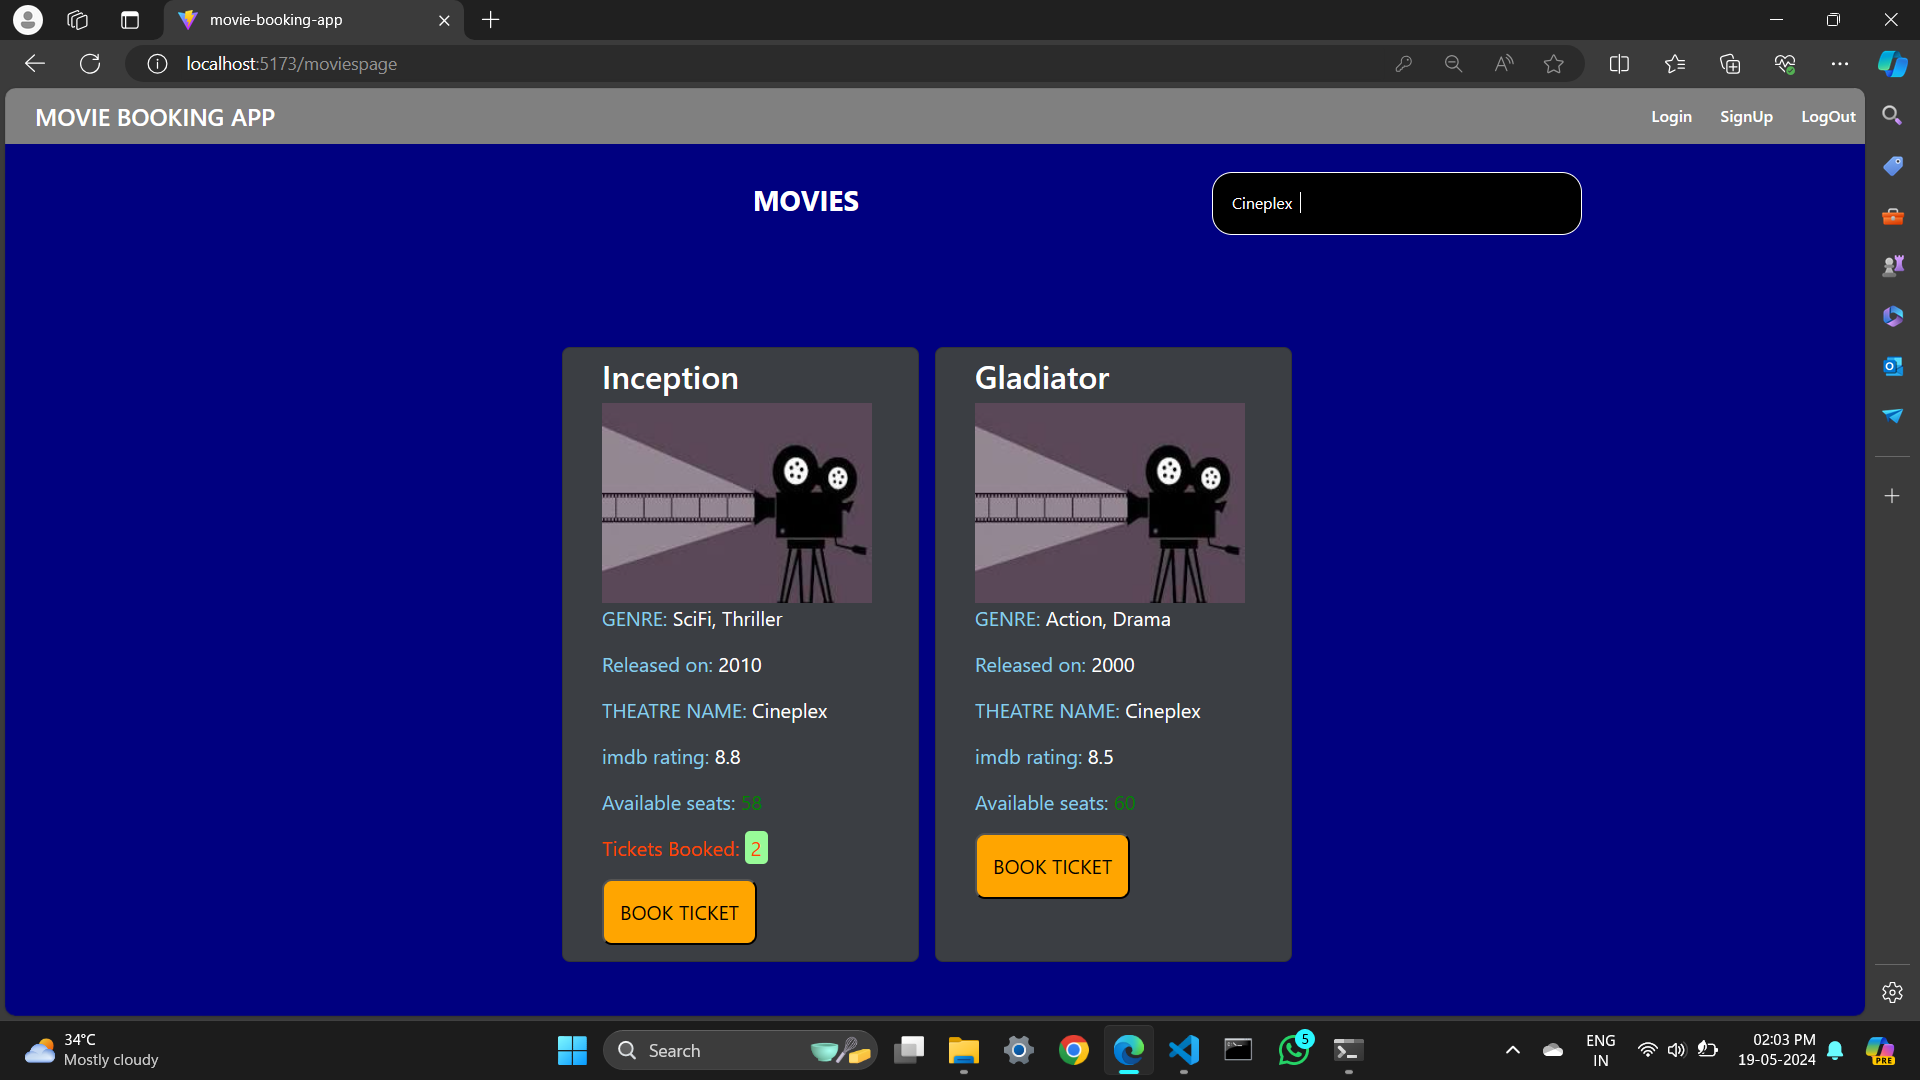 movie-booking-app
localhost:5173/moviespage
MOVIE BOOKING APP
Login SignUp LogOut
MOVIES
Cineplex
Inception
GENRE: SciFi, Thriller
Released on: 2010
THEATRE NAME: Cineplex
imdb rating: 8.8
Available seats: 58
Tickets Booked: 2
BOOK TICKET
Gladiator
GENRE: Action, Drama
Released on: 2000
THEATRE NAME: Cineplex
imdb rating: 8.5
Available seats: 60
BOOK TICKET
34°C
Mostly cloudy
Search
5
ENG
IN
02:03 PM
19-05-2024
PRE